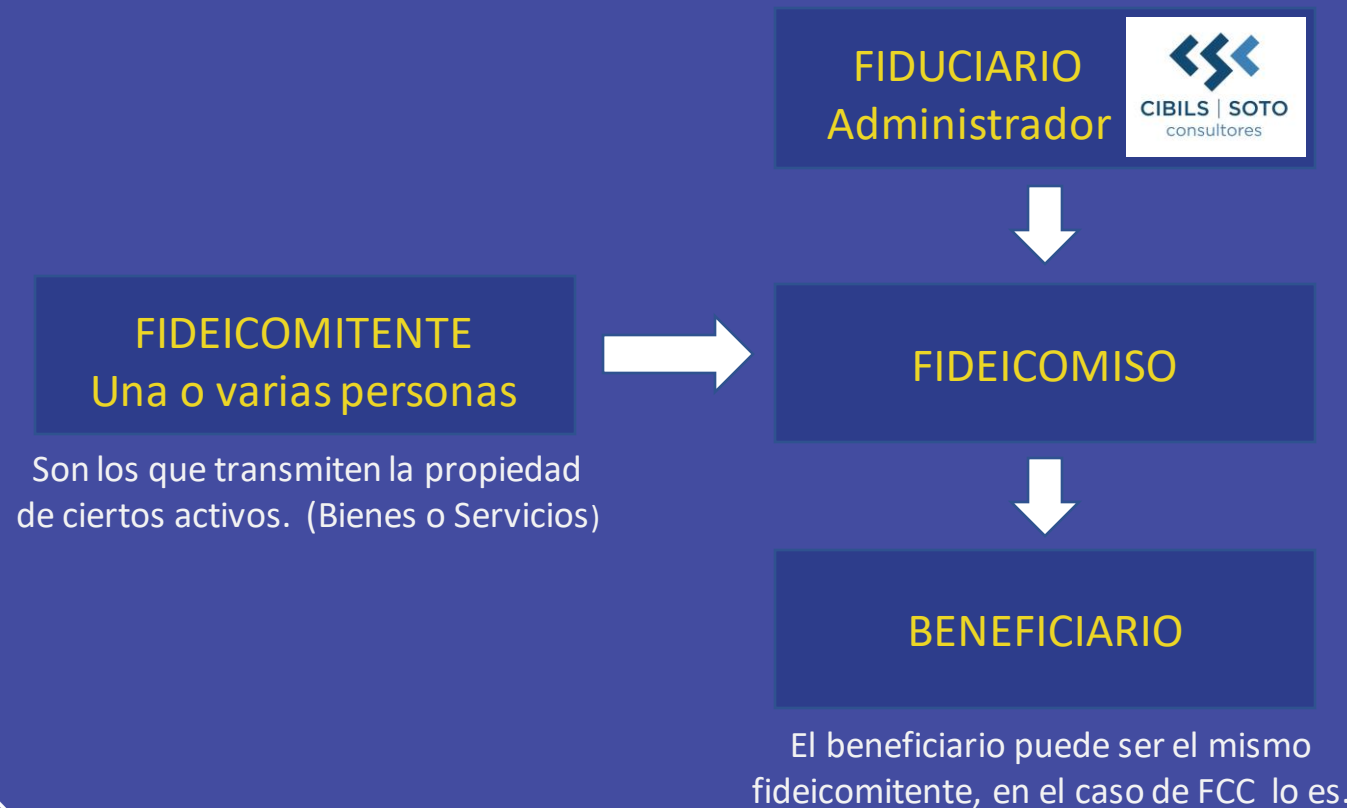 FIDUCIARIO
Administrador
CIBILS | SOTO
consultores
FIDEICOMITENTE
Una o varias personas
Son los que transmiten la propiedad
de ciertos activos. (Bienes o Servicios)
FIDEICOMISO
BENEFICIARIO
El beneficiario puede ser el mismo
fideicomitente, en el caso de FCC lo es.